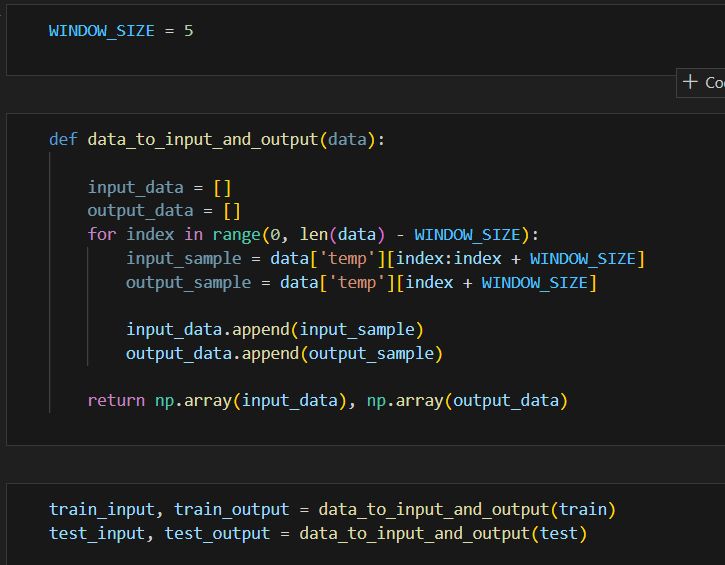 WINDOW_SIZE = 5
+ Co
def data_to_input_and_output(data):
input_data = []
output_data = []
for index in range(0, len(data) - WINDOW_SIZE):
input_sample = data['temp'][index:index + WINDOW_SIZE]
output_sample = data['temp'][index + WINDOW_SIZE]
input_data.append(input_sample)
output_data.append(output_sample)
return np.array(input_data), np.array(output_data)
train_input, train_output = data_to_input_and_output(train)
test_input, test_output = data_to_input_and_output(test)